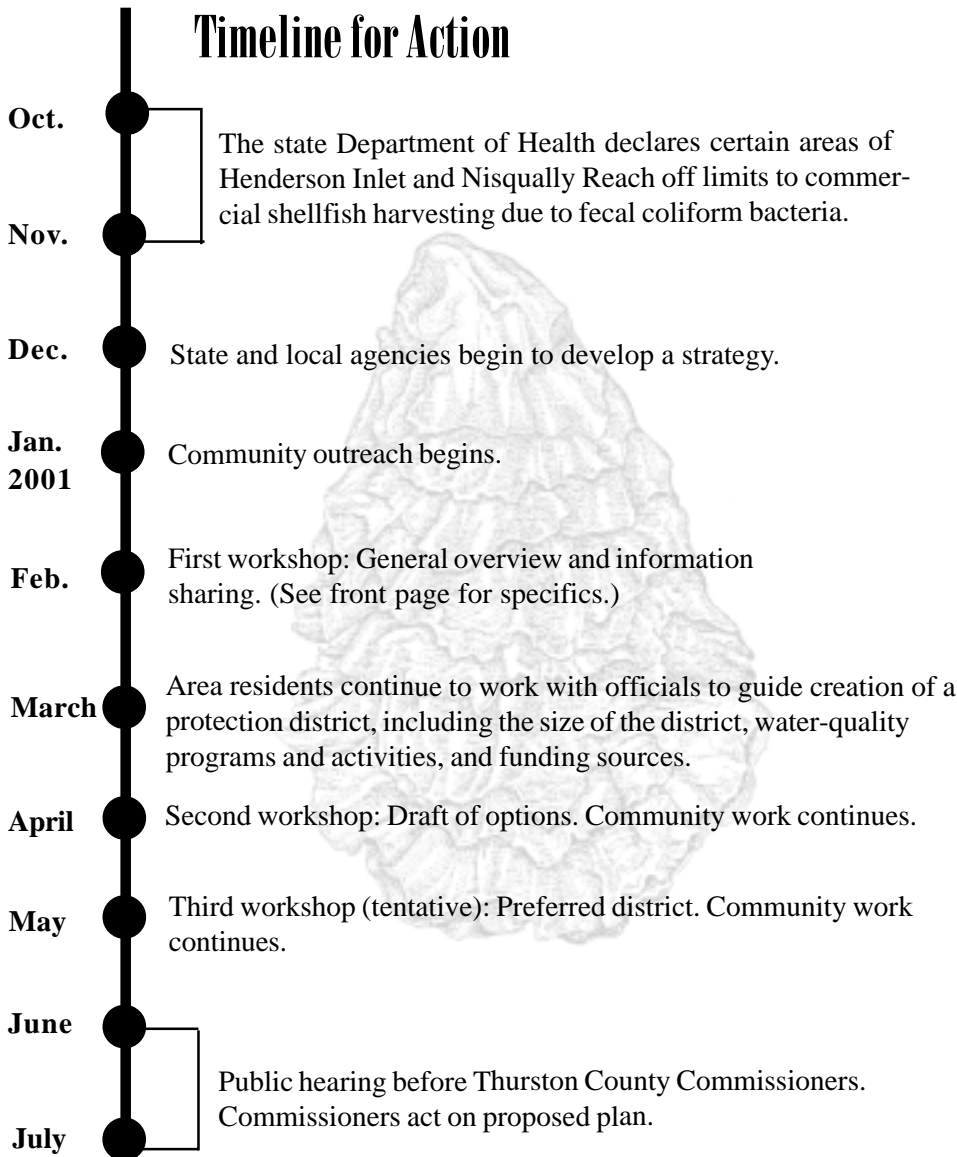 Timeline for Action
Oct.
The state Department of Health declares certain areas of
Henderson Inlet and Nisqually Reach off limits to commer-
cial shellfish harvesting due to fecal coliform bacteria.
Nov.
Dec.
State and local agencies begin to develop a strategy.
Jan.
2001
Community outreach begins.
Feb.
First workshop: General overview and information
sharing. (See front page for specifics.)
March
Area residents continue to work with officials to guide creation of a
protection district, including the size of the district, water-quality
programs and activities, and funding sources.
April
Second workshop: Draft of options. Community work continues.
May
Third workshop (tentative): Preferred district. Community work
continues.
June
Public hearing before Thurston County Commissioners.
Commissioners act on proposed plan.
July